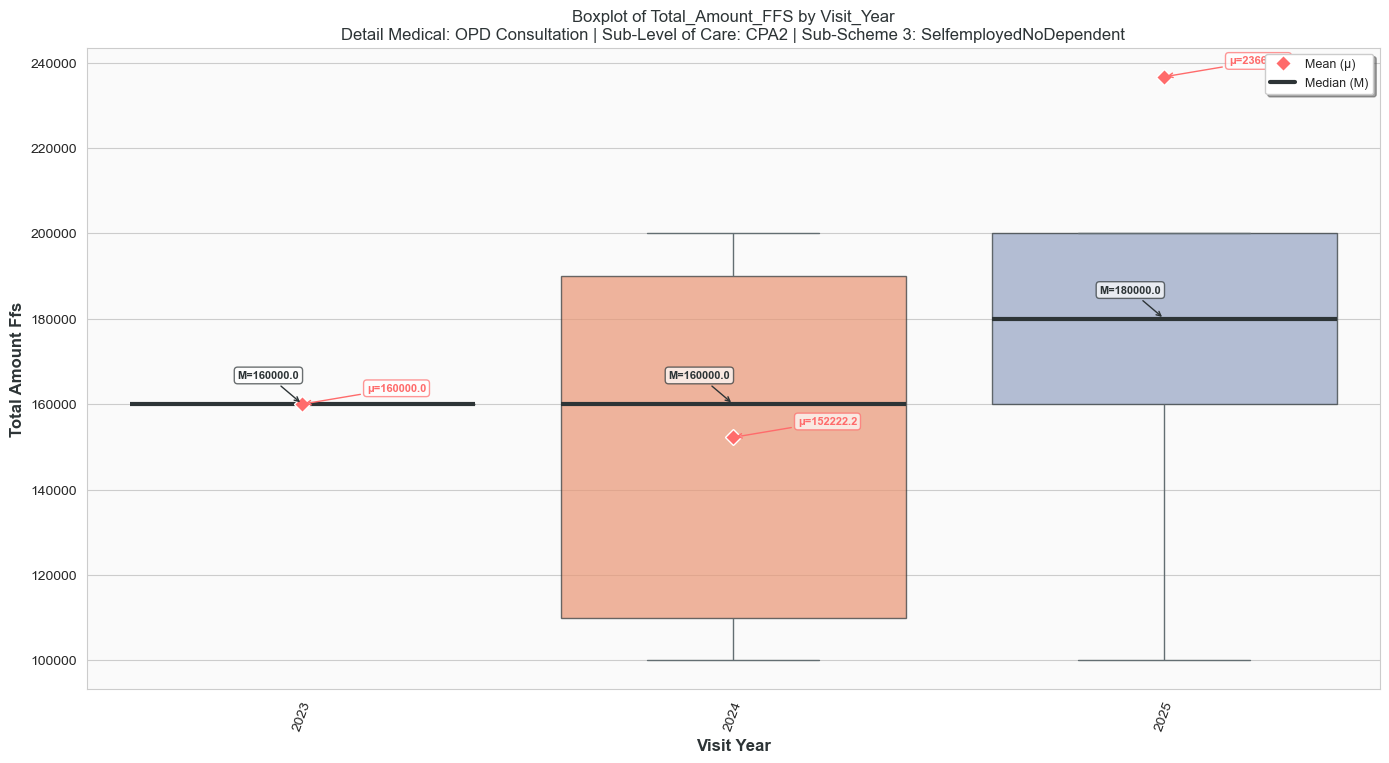 Boxplot of Total_Amount_FFS by Visit_Year
Detail Medical: OPD Consultation | Sub-Level of Care: CPA2 | Sub-Scheme 3: SelfemployedNoDependent
Total Amount Ffs
240000
220000
200000
180000
160000
140000
120000
100000
M=160000.0
μ=160000.0
M=160000.0
μ=152222.2
M=180000.0
Mean (μ)
Median (M)
2023
2024
2025
Visit Year